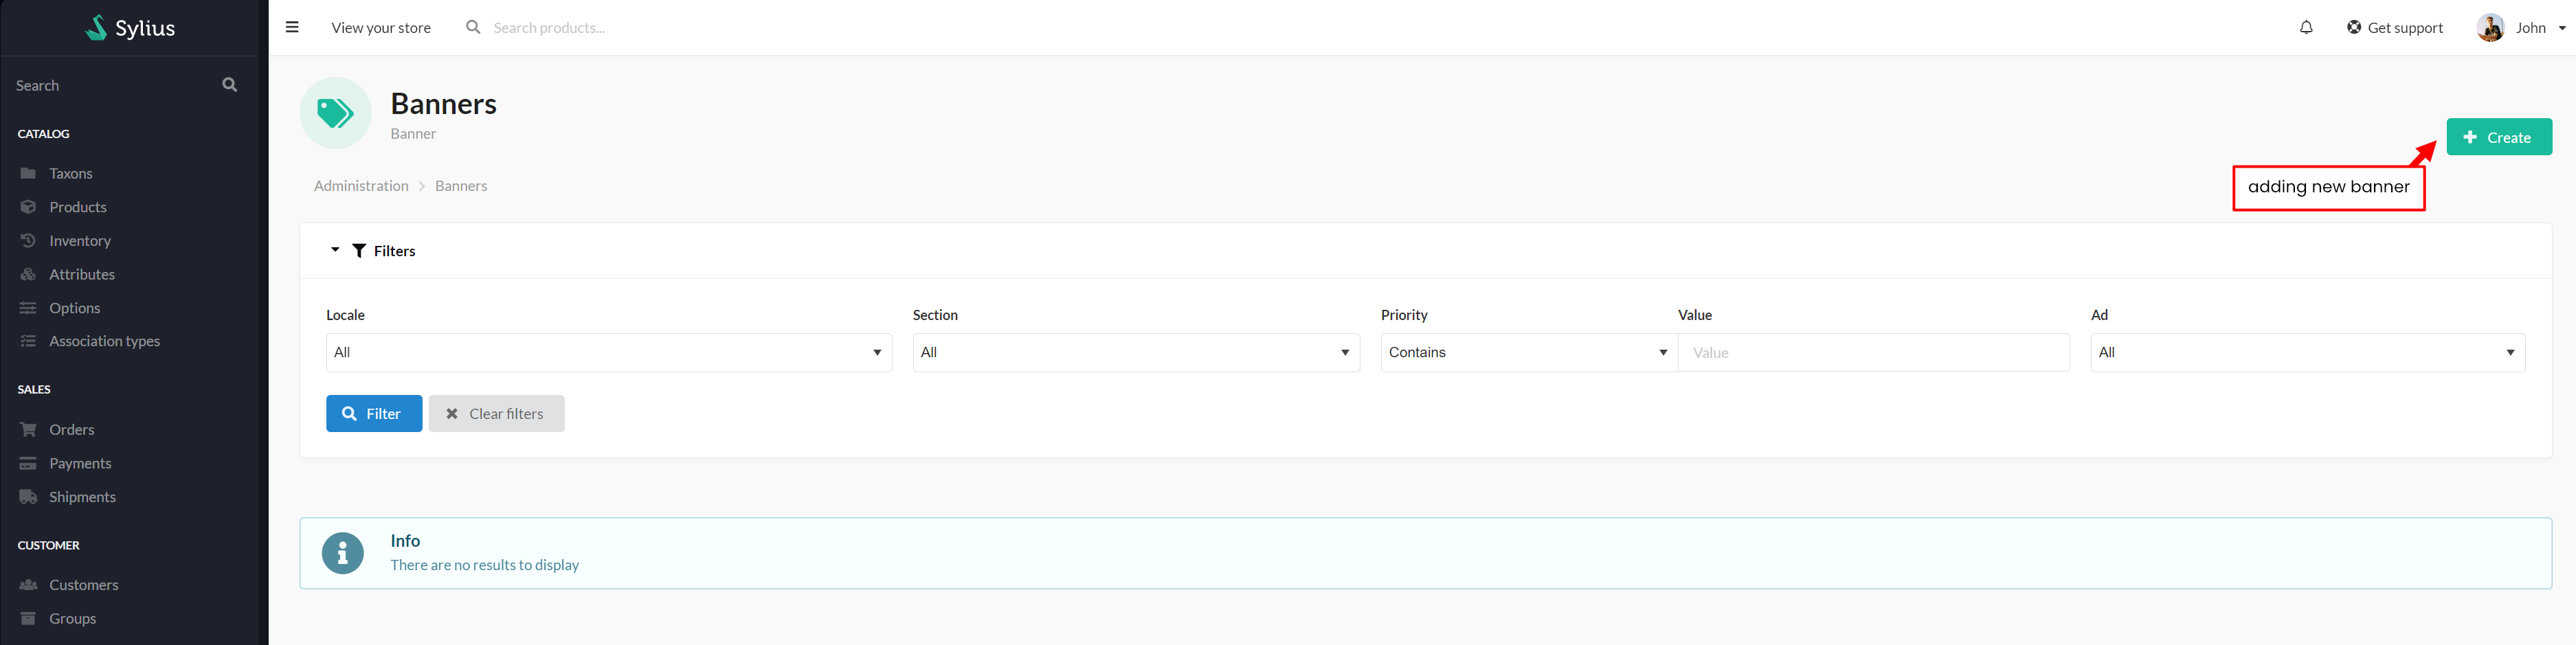 Sylius
View your store
Search products...
Get support
John
Search
Banners
Banner
Create
adding new banner
Administration
Banners
CATALOG
Taxons
Products
Inventory
Attributes
Options
Association types
SALES
Orders
Payments
Shipments
CUSTOMER
Customers
Groups
Filters
Locale
Section
Priority
Value
Ad
All
All
Contains
Value
All
Filter
Clear filters
Info
There are no results to display